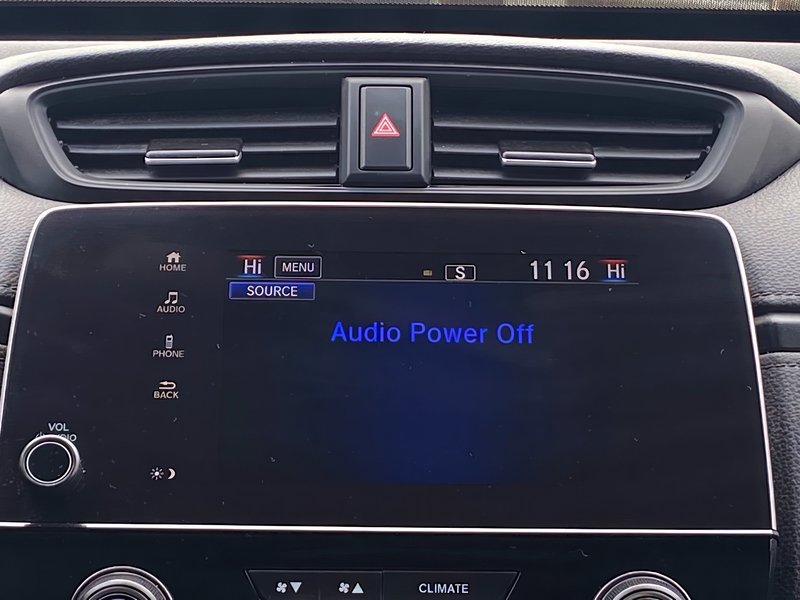 HOME
Hi MENU S 11 16 Hi
SOURCE
AUDIO
Audio Power Off
PHONE
BACK
VOL
CLIMATE